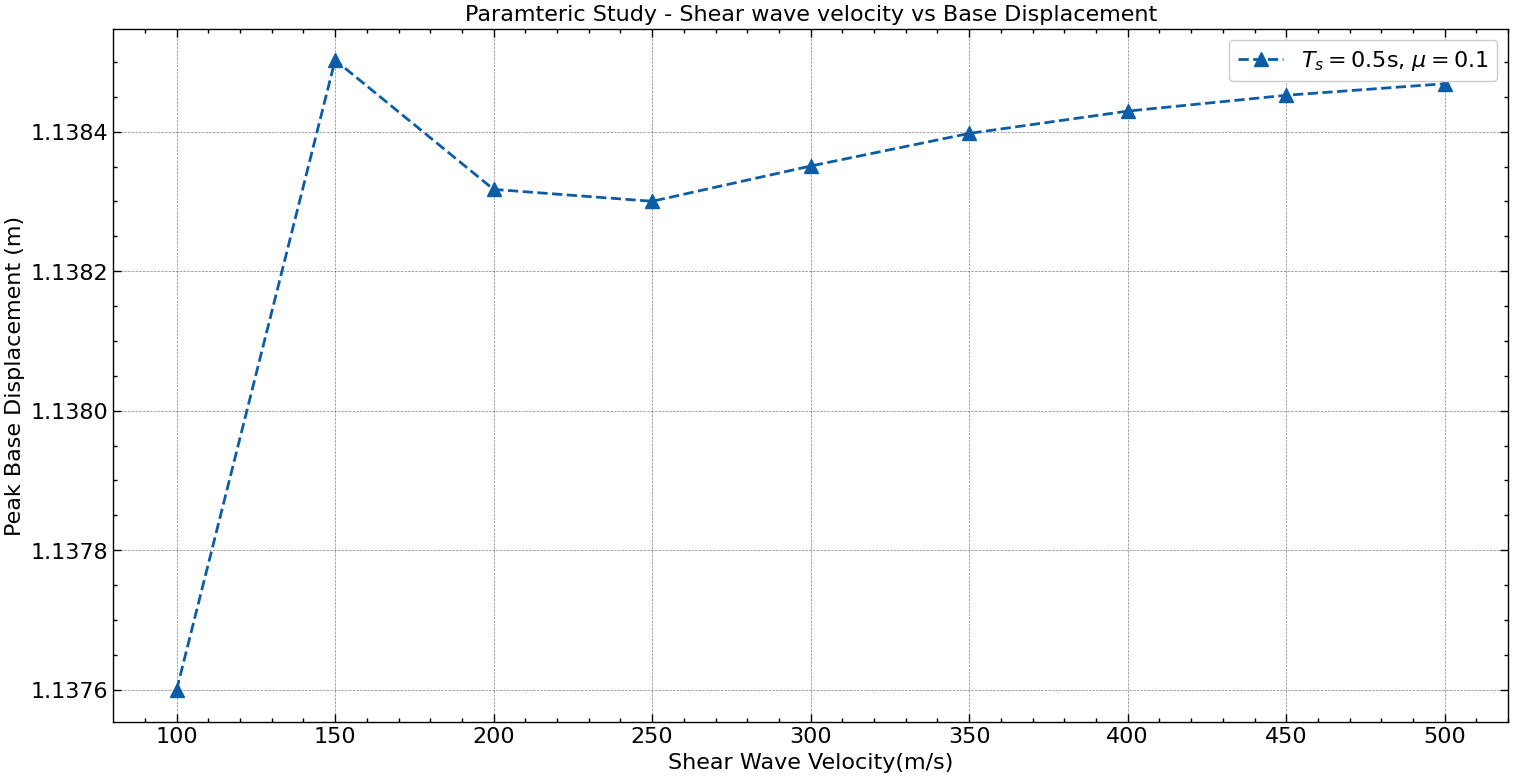 Paramteric Study - Shear wave velocity vs Base Displacement
T_s = 0.5s, μ = 0.1
Peak Base Displacement (m)
1.1384
1.1382
1.1380
1.1378
1.1376
100 150 200 250 300 350 400 450 500
Shear Wave Velocity(m/s)